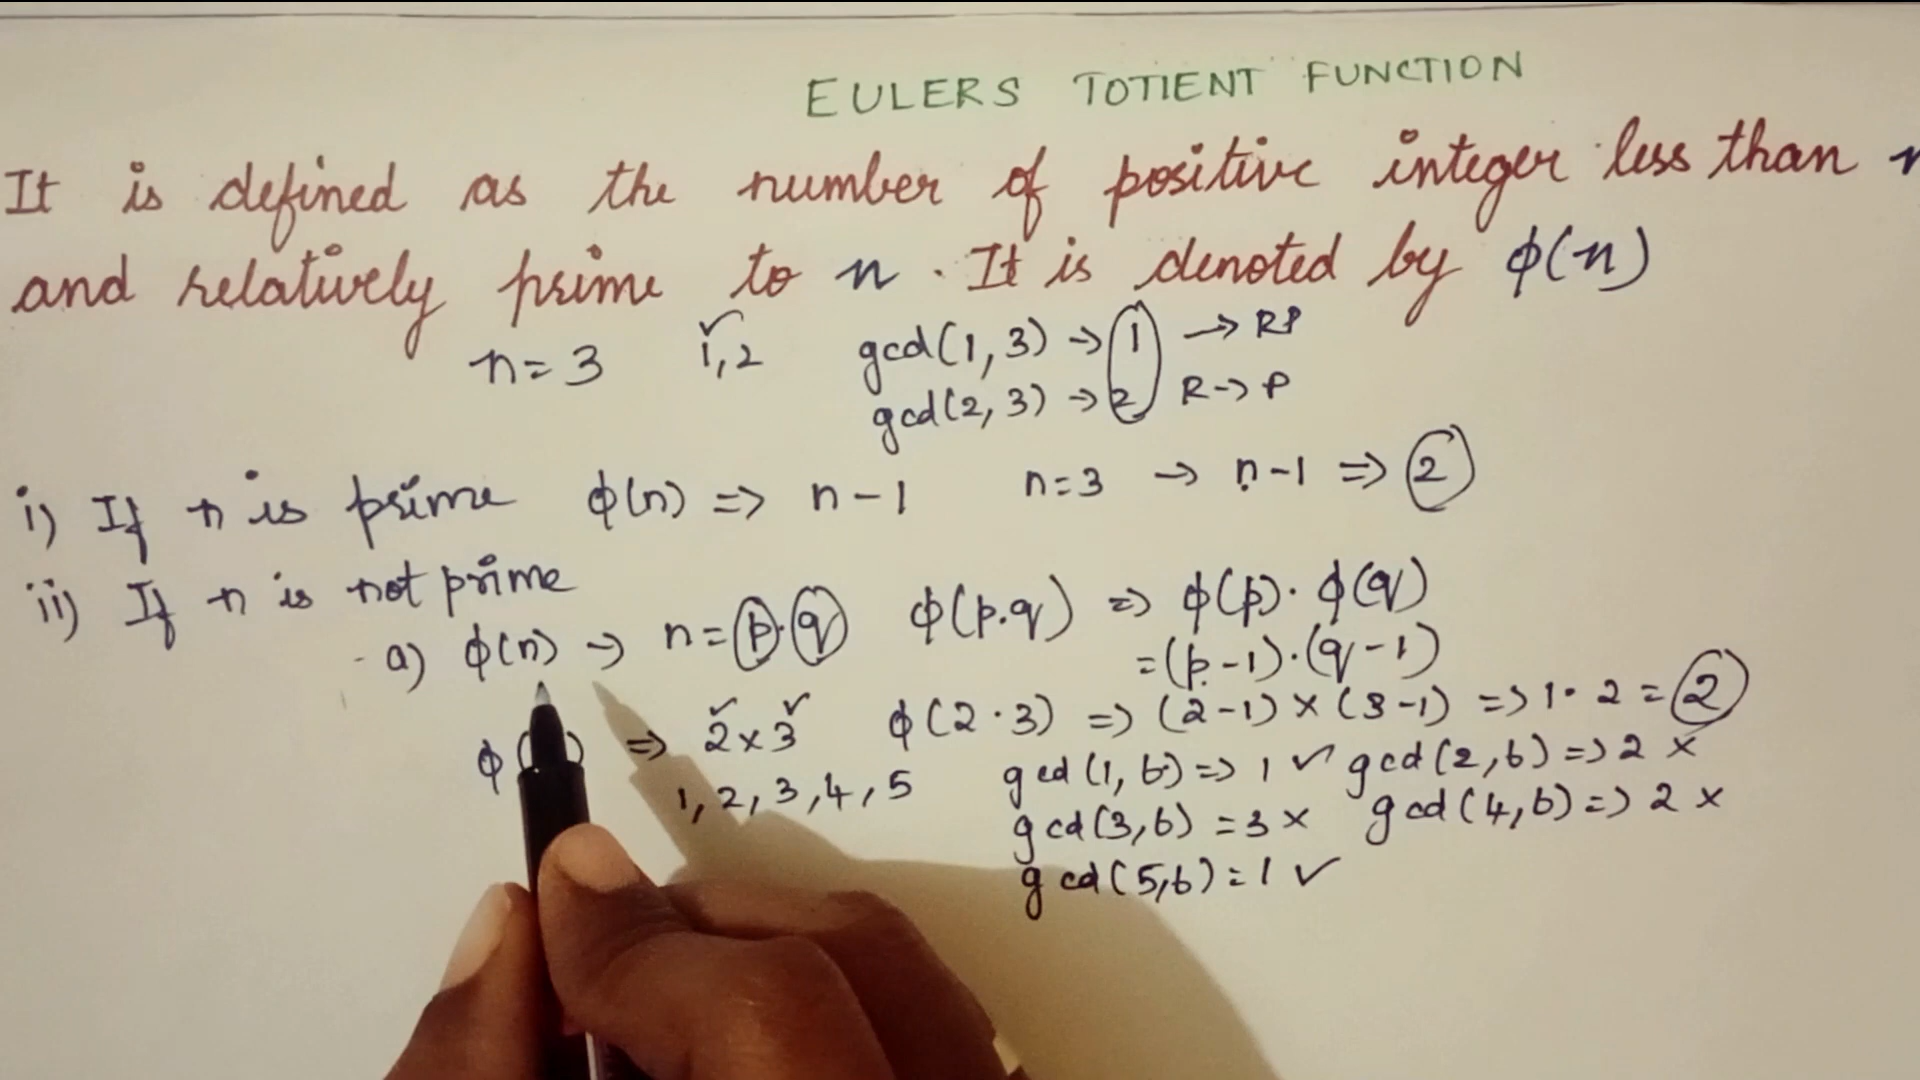 EULERS TOTIENT FUNCTION
It is defined as the number of positive integer less than n
and relatively prime to n. It is denoted by ϕ(n)
n=3 1,2 ✓ gcd(1,3) → 1 → RP
gcd(2,3) → 2 R→P
i) If n is prime ϕ(n) => n-1 n=3 → n-1 => 2
ii) If n is not prime
a) ϕ(n) → n=p.q ϕ(p.q) => ϕ(p).ϕ(q)
=(p-1).(q-1)
ϕ( ) => 2×3 ✓ ✓ ϕ(2.3) => (2-1)×(3-1) => 1.2=2
1,2,3,4,5 gcd(1,6)=>1 ✓ gcd(2,6)=>2 ×
gcd(3,6)=3 × gcd(4,6)=>2 ×
gcd(5,6)=1 ✓